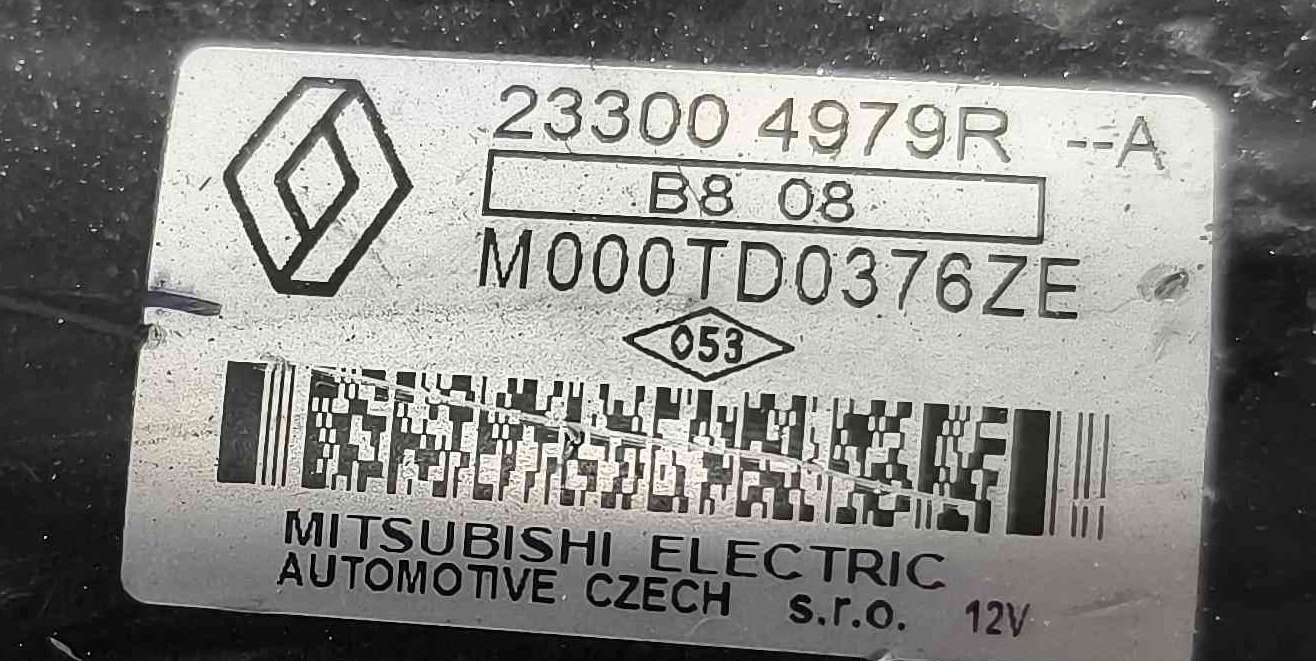 23300 4979R --A
B8 08
M000TD0376ZE
053
MITSUBISHI ELECTRIC
AUTOMOTIVE CZECH s.r.o. 12V